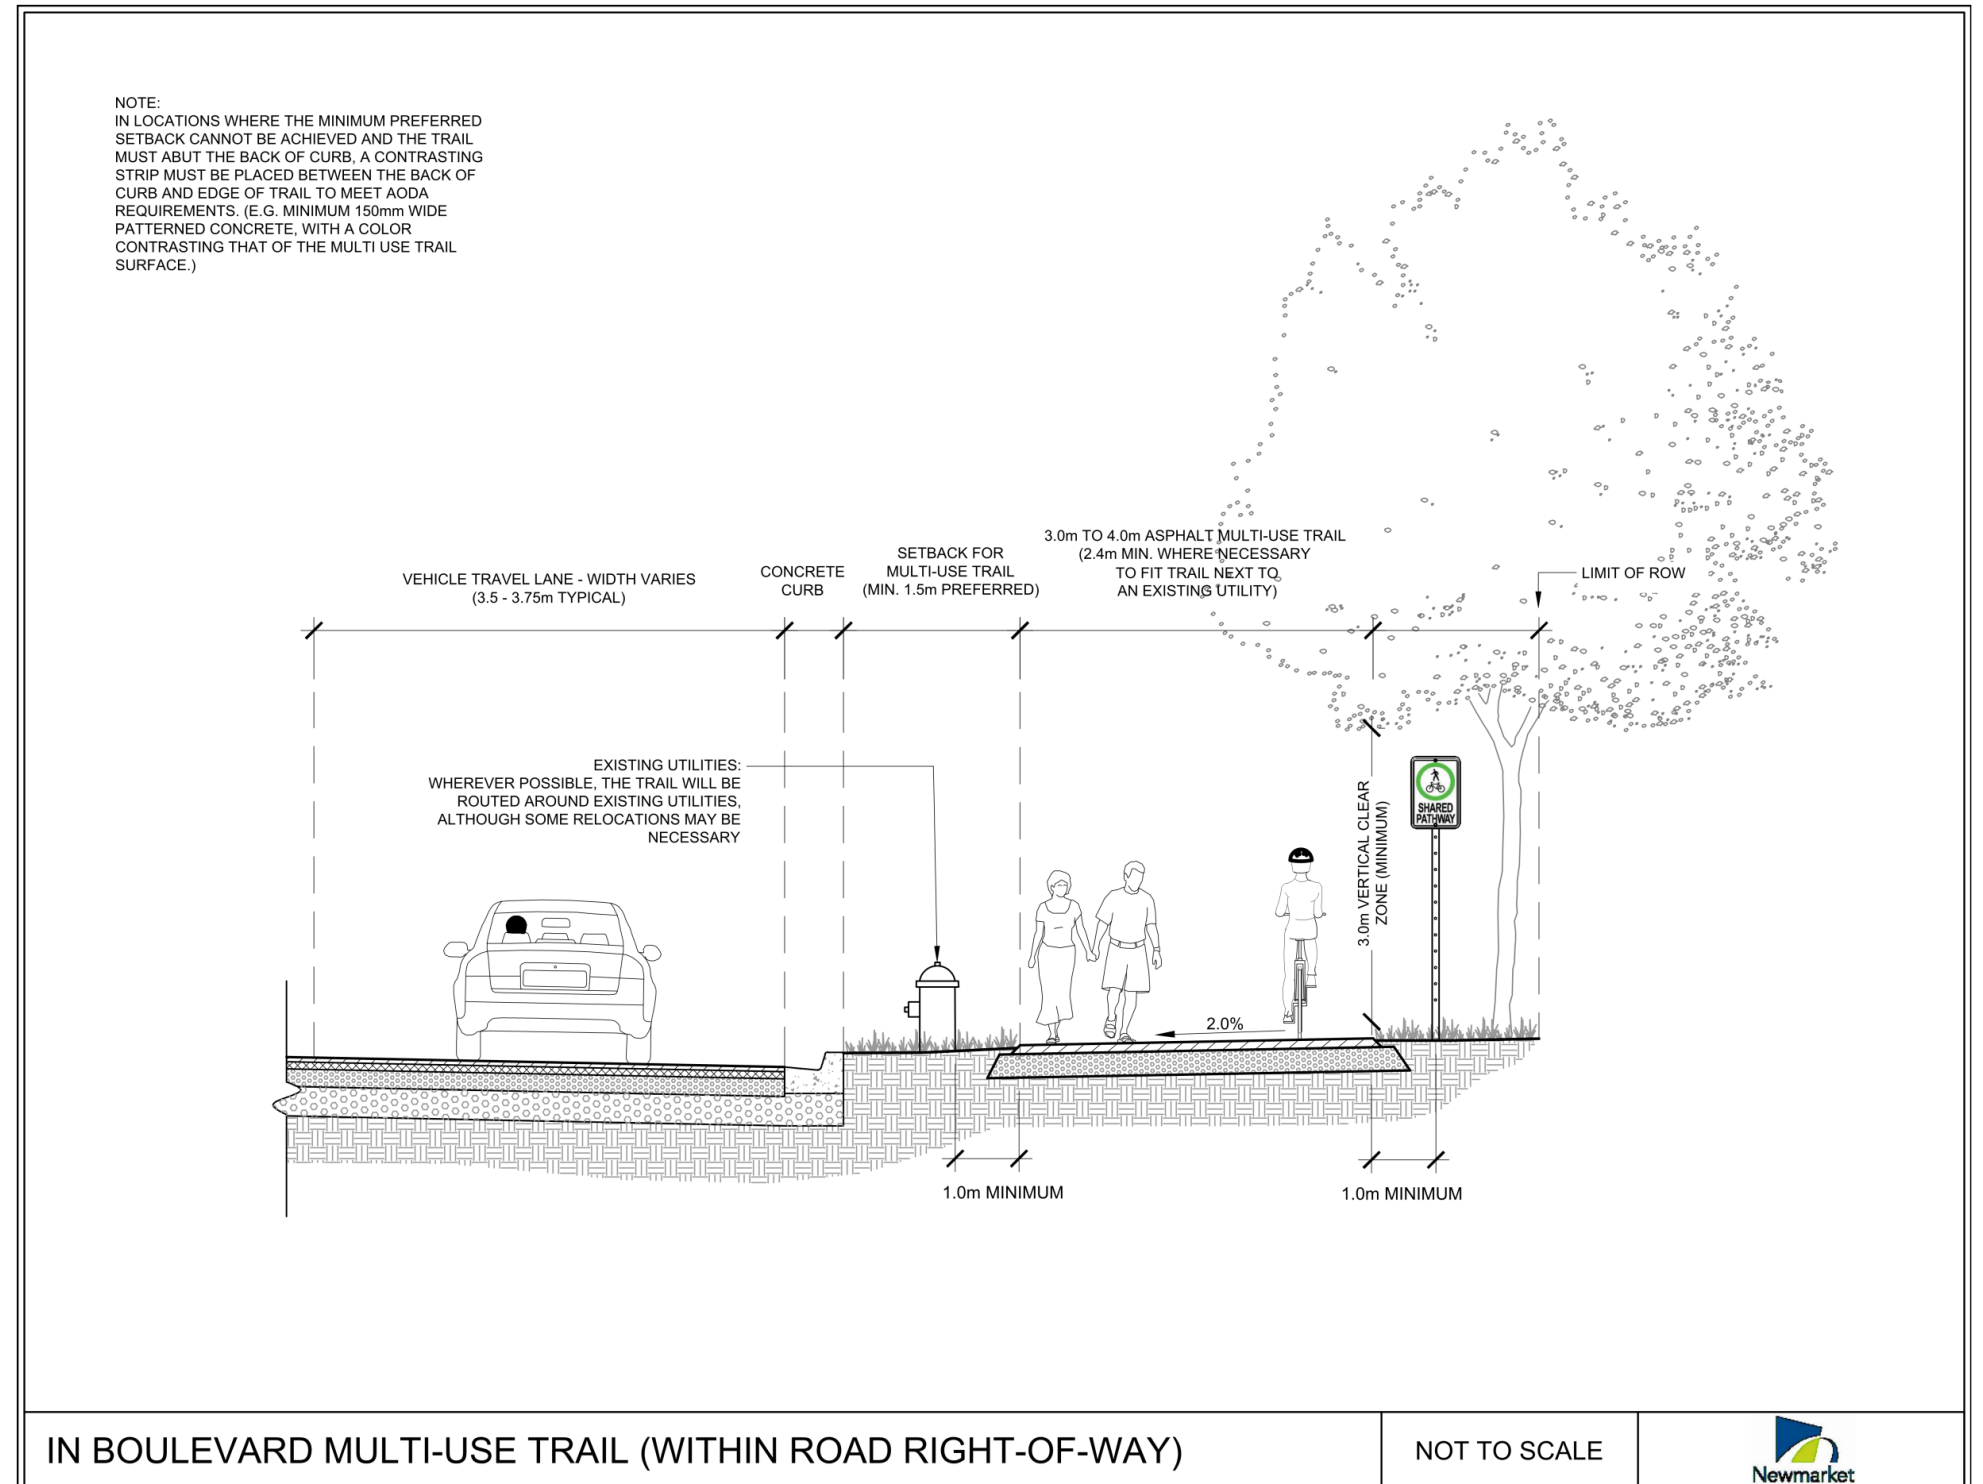 NOTE:
IN LOCATIONS WHERE THE MINIMUM PREFERRED
SETBACK CANNOT BE ACHIEVED AND THE TRAIL
MUST ABUT THE BACK OF CURB, A CONTRASTING
STRIP MUST BE PLACED BETWEEN THE BACK OF
CURB AND EDGE OF TRAIL TO MEET AODA
REQUIREMENTS. (E.G. MINIMUM 150mm WIDE
PATTERNED CONCRETE, WITH A COLOR
CONTRASTING THAT OF THE MULTI USE TRAIL
SURFACE.)
VEHICLE TRAVEL LANE - WIDTH VARIES
(3.5 - 3.75m TYPICAL)
CONCRETE
CURB
SETBACK FOR
MULTI-USE TRAIL
(MIN. 1.5m PREFERRED)
3.0m TO 4.0m ASPHALT MULTI-USE TRAIL
(2.4m MIN. WHERE NECESSARY
TO FIT TRAIL NEXT TO
AN EXISTING UTILITY)
LIMIT OF ROW
EXISTING UTILITIES:
WHEREVER POSSIBLE, THE TRAIL WILL BE
ROUTED AROUND EXISTING UTILITIES,
ALTHOUGH SOME RELOCATIONS MAY BE
NECESSARY
3.0m VERTICAL CLEAR
ZONE (MINIMUM)
SHARED
PATHWAY
2.0%
1.0m MINIMUM
1.0m MINIMUM
IN BOULEVARD MULTI-USE TRAIL (WITHIN ROAD RIGHT-OF-WAY)
NOT TO SCALE
Newmarket